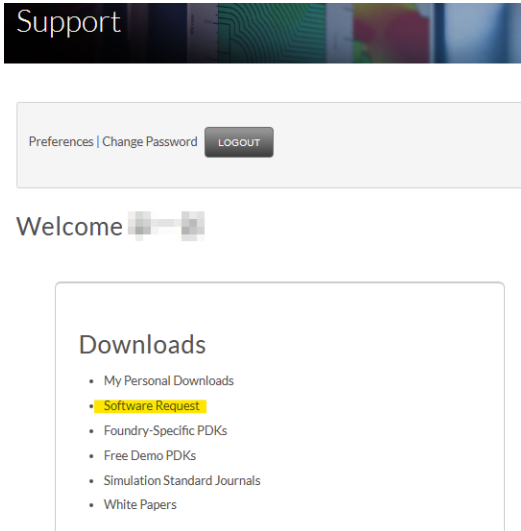 Support
Preferences | Change Password LOGOUT
Welcome
Downloads
• My Personal Downloads
• Software Request
• Foundry-Specific PDKs
• Free Demo PDKs
• Simulation Standard Journals
• White Papers